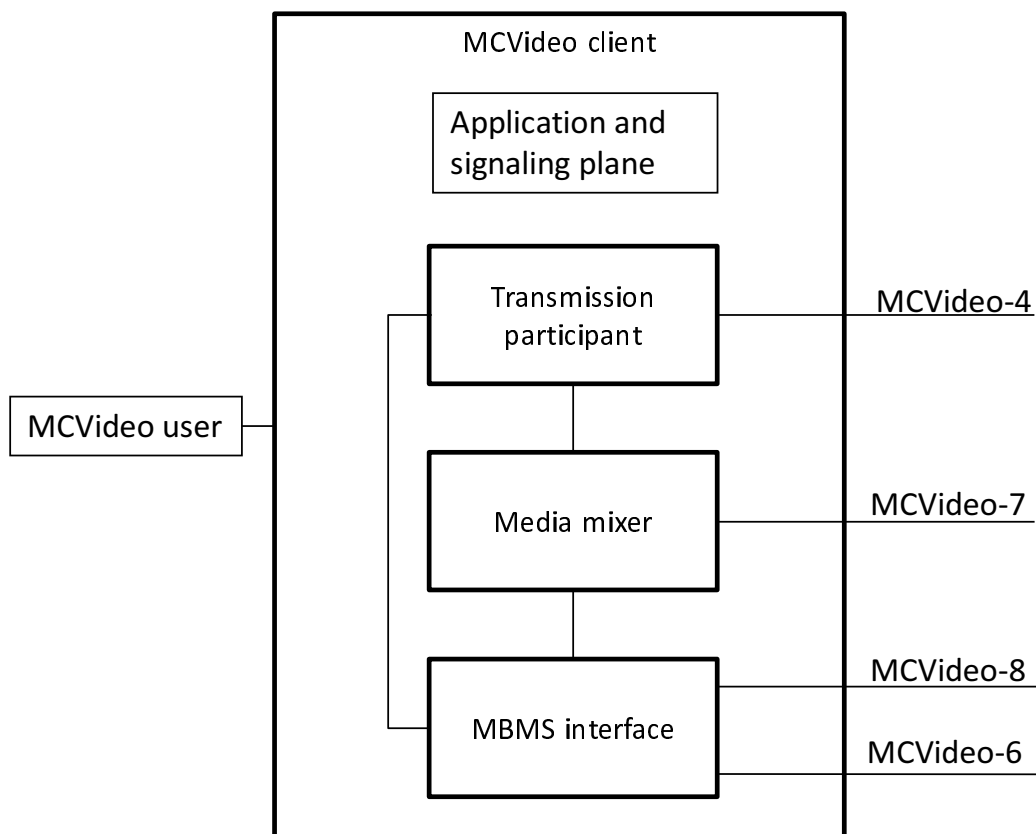 MCVideo client
Application and
signaling plane
Transmission
participant
MCVideo-4
MCVideo user
Media mixer
MCVideo-7
MBMS interface
MCVideo-8
MCVideo-6